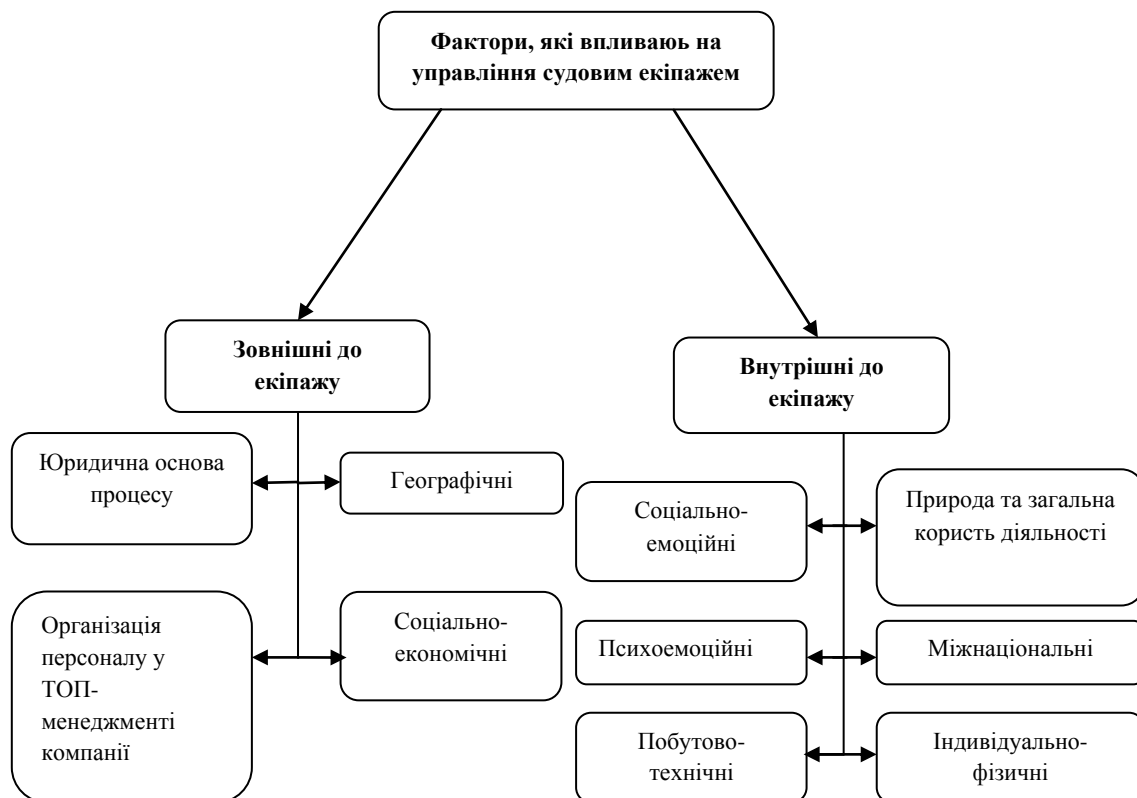 Фактори, які впливаюь на
управління судовим екіпажем
Зовнішні до
екіпажу
Внутрішні до
екіпажу
Юридична основа
процесу
Географічні
Соціально-
емоційні
Природа та загальна
користь діяльності
Організація
персоналу у
ТОП-
менеджменті
компанії
Соціально-
економічні
Психоемоційні
Міжнаціональні
Побутово-
технічні
Індивідуально-
фізичні